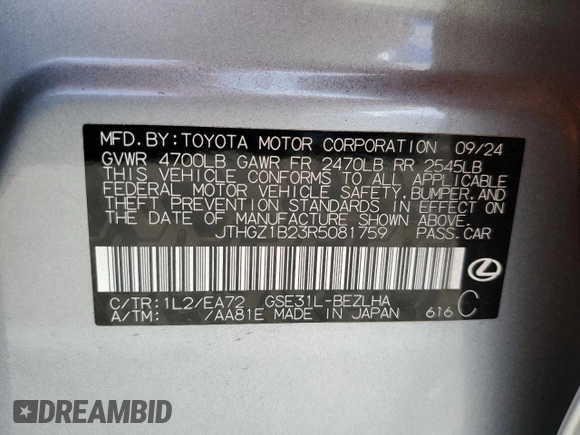 MFD.BY:TOYOTA MOTOR CORPORATION 09/24
GVWR 4700LB GAWR FR 2470LB RR 2545LB
THIS VEHICLE CONFORMS TO ALL APPLICABLE
FEDERAL MOTOR VEHICLE SAFETY,BUMPER,AND
THEFT PREVENTION STANDARDS IN EFFECT ON
THE DATE OF MANUFACTURE SHOWN ABOVE.
JTHGZ1B23R5081759 PASS.CAR
C/TR:1L2/EA72 GSE31L-BEZLHA
A/TM: /AA81E MADE IN JAPAN 616 C
DREAMBID